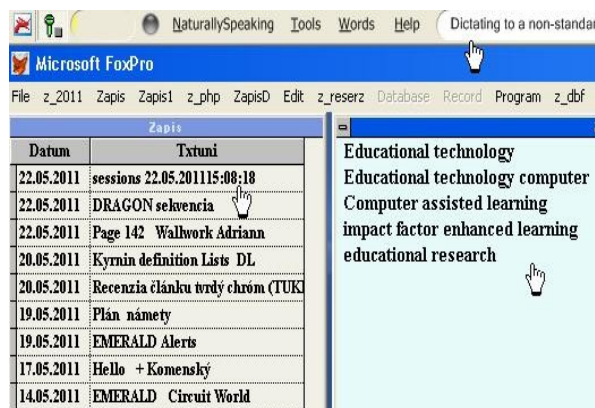 NaturallySpeaking Tools Words Help Dictating to a non-standar
Microsoft FoxPro
File z_2011 Zapis Zapis1 z_php ZapisD Edit z_reserz Database Record Program z_dbf
Zapis
Datum Txtuni
22.05.2011 sessions 22.05.201115:08:18
22.05.2011 DRAGON sekvencia
22.05.2011 Page 142 Wallwork Adriann
20.05.2011 Kyrnin definition Lists DL
20.05.2011 Recenzia článku tvrdý chróm (TUK
19.05.2011 Plán námety
19.05.2011 EMERALD Alerts
17.05.2011 Hello + Komenský
14.05.2011 EMERALD Circuit World
Educational technology
Educational technology computer
Computer assisted learning
impact factor enhanced learning
educational research